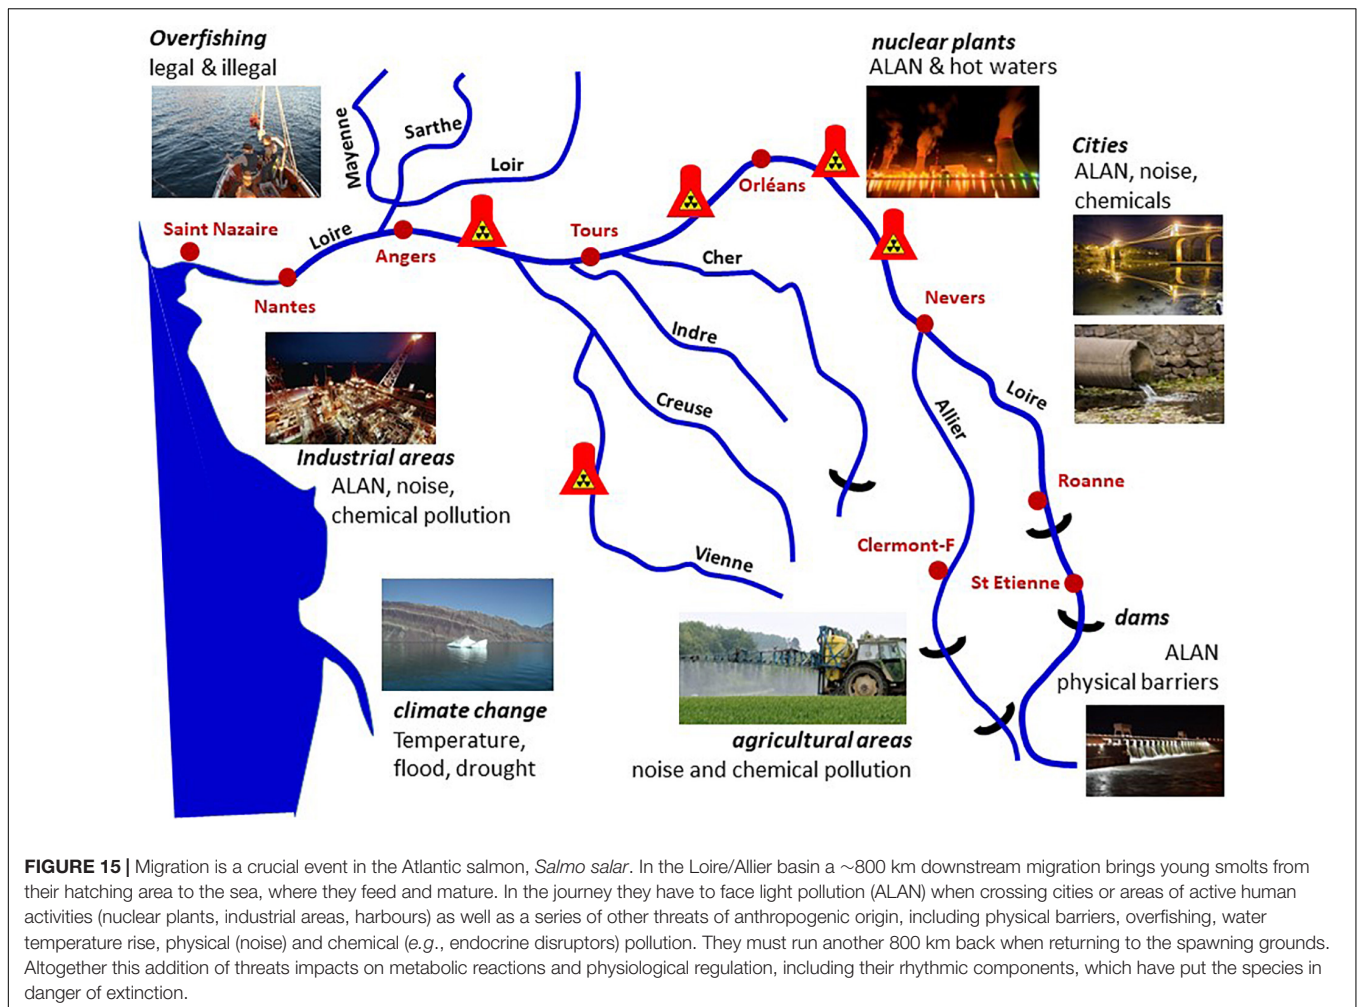 Overfishing
legal & illegal
nuclear plants
ALAN & hot waters
Cities
ALAN, noise,
chemicals
Mayenne
Sarthe
Loir
Orléans
Saint Nazaire
Loire
Angers
Tours
Cher
Nantes
Nevers
Indre
Creuse
Allier
Loire
Industrial areas
ALAN, noise,
chemical pollution
Roanne
Clermont-F
Vienne
St Etienne
dams
ALAN
physical barriers
climate change
Temperature,
flood, drought
agricultural areas
noise and chemical pollution
FIGURE 15 | Migration is a crucial event in the Atlantic salmon, Salmo salar. In the Loire/Allier basin a ∼800 km downstream migration brings young smolts from
their hatching area to the sea, where they feed and mature. In the journey they have to face light pollution (ALAN) when crossing cities or areas of active human
activities (nuclear plants, industrial areas, harbours) as well as a series of other threats of anthropogenic origin, including physical barriers, overfishing, water
temperature rise, physical (noise) and chemical (e.g., endocrine disruptors) pollution. They must run another 800 km back when returning to the spawning grounds.
Altogether this addition of threats impacts on metabolic reactions and physiological regulation, including their rhythmic components, which have put the species in
danger of extinction.